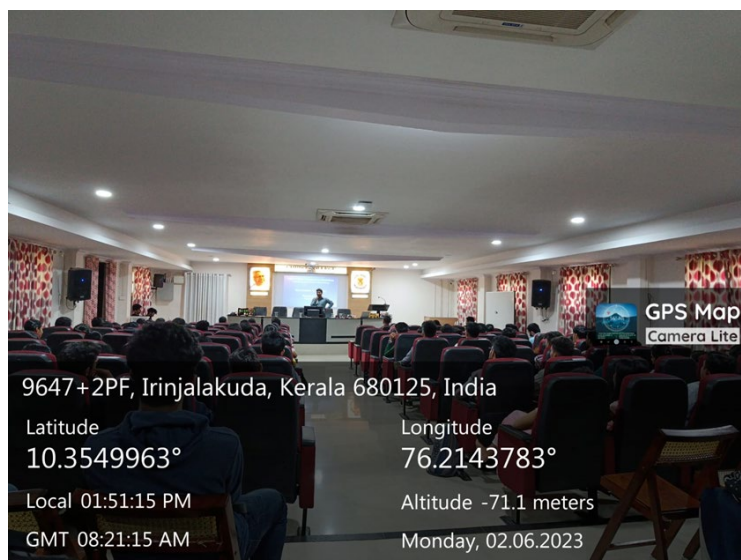 GPS Map
Camera Lite
9647+2PF, Irinjalakuda, Kerala 680125, India
Latitude
10.3549963°
Longitude
76.2143783°
Local 01:51:15 PM
Altitude -71.1 meters
GMT 08:21:15 AM
Monday, 02.06.2023